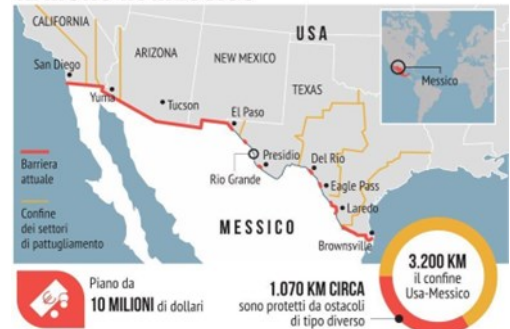 CALIFORNIA
USA
ARIZONA
NEW MEXICO
San Diego
Messico
TEXAS
Yuma
Tucson
El Paso
Barriera
attuale
Presidio
Del Rio
Rio Grande
Eagle Pass
Confine
dei settori
di pattugliamento
MESSICO
Laredo
Brownsville
3.200 KM
il confine
Usa-Messico
Piano da
10 MILIONI di dollari
1.070 KM CIRCA
sono protetti da ostacoli
di tipo diverso